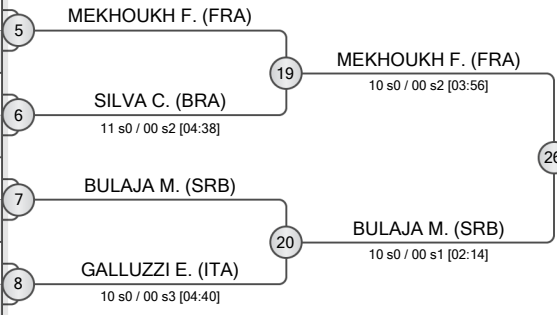 MEKHOUKH F. (FRA)
5
19
MEKHOUKH F. (FRA)
10 s0 / 00 s2 [03:56]
SILVA C. (BRA)
6
11 s0 / 00 s2 [04:38]
26
BULAJA M. (SRB)
7
20
BULAJA M. (SRB)
10 s0 / 00 s1 [02:14]
GALLUZZI E. (ITA)
8
10 s0 / 00 s3 [04:40]